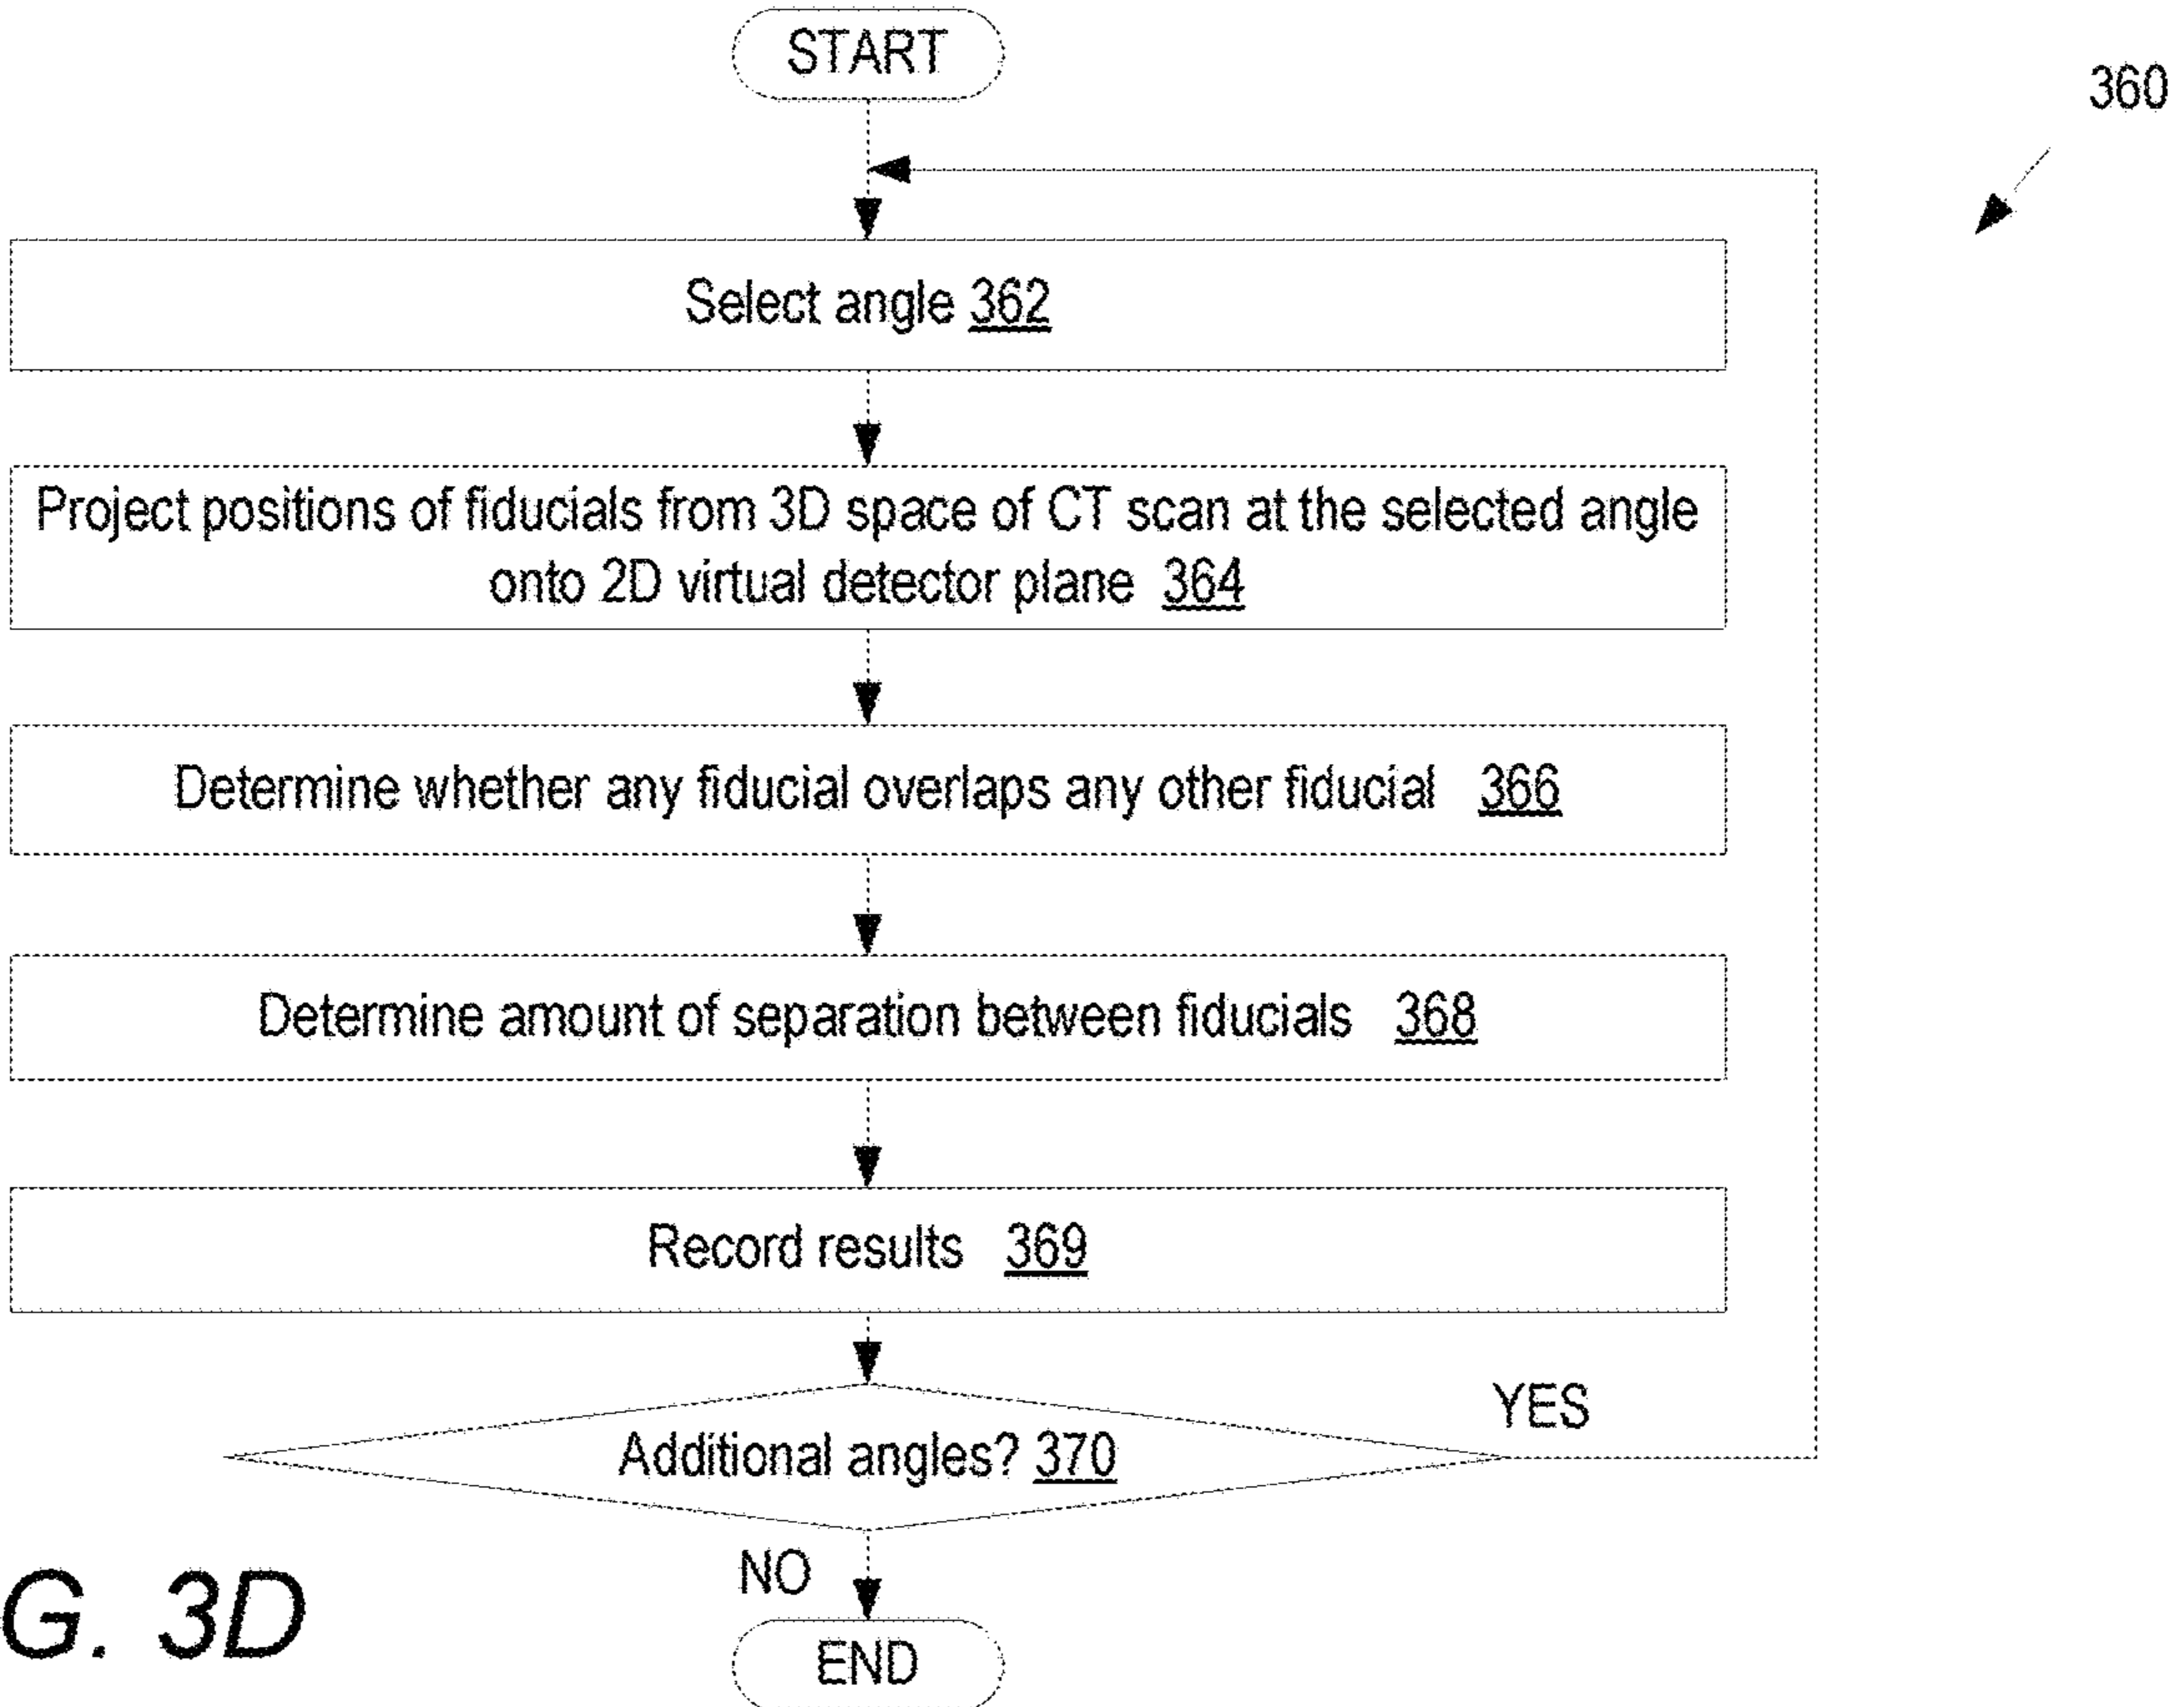 START
360
Select angle 362
Project positions of fiducials from 3D space of CT scan at the selected angle
onto 2D virtual detector plane 364
Determine whether any fiducial overlaps any other fiducial 366
Determine amount of separation between fiducials 368
Record results 369
Additional angles? 370
YES
NO
END
G. 3D